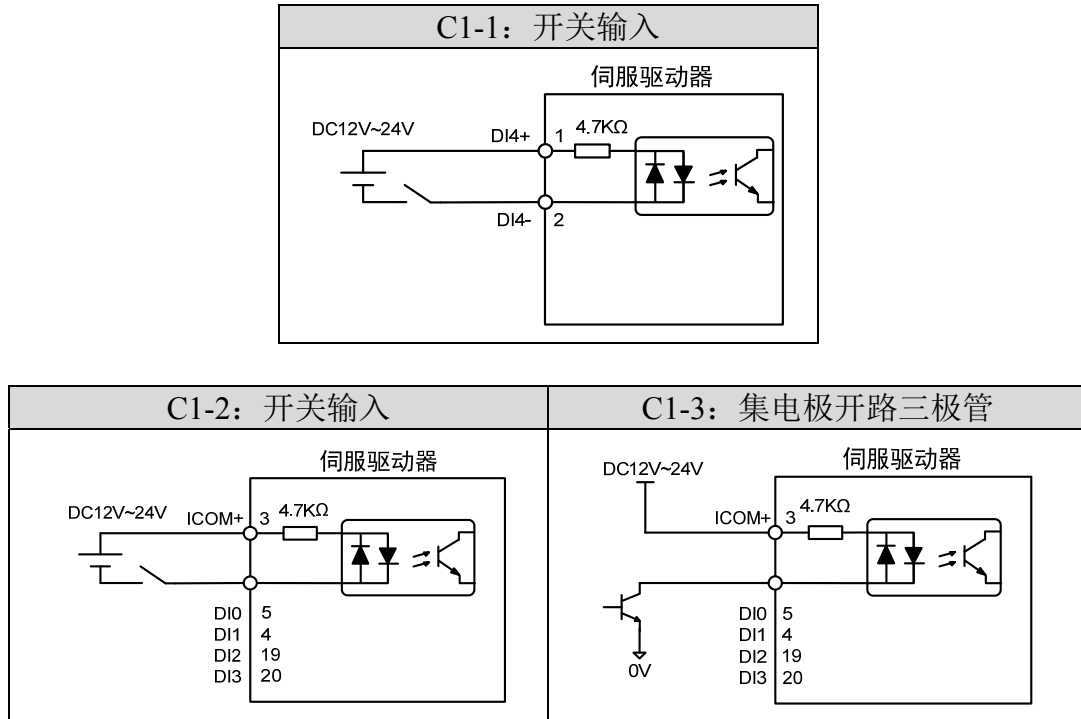 C1-1：开关输入
伺服驱动器
DC12V~24V
DI4+
1
4.7KΩ
DI4-
2
C1-2：开关输入
伺服驱动器
DC12V~24V
ICOM+
3
4.7KΩ
DI0 5
DI1 4
DI2 19
DI3 20
C1-3：集电极开路三极管
伺服驱动器
DC12V~24V
ICOM+
3
4.7KΩ
DI0 5
DI1 4
DI2 19
DI3 20
0V